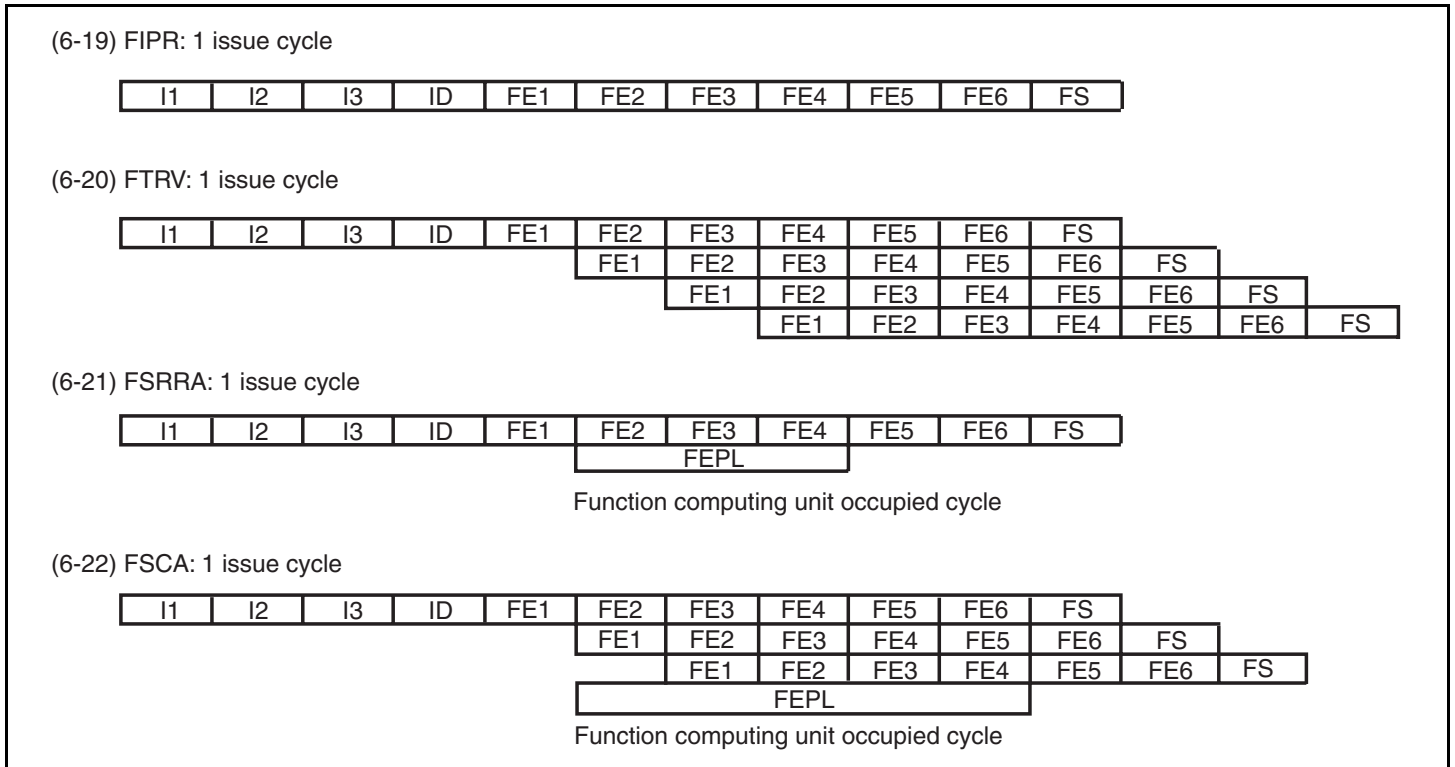 (6-19) FIPR: 1 issue cycle
I1 I2 I3 ID FE1 FE2 FE3 FE4 FE5 FE6 FS
(6-20) FTRV: 1 issue cycle
I1 I2 I3 ID FE1 FE2 FE3 FE4 FE5 FE6 FS
FE1 FE2 FE3 FE4 FE5 FE6 FS
FE1 FE2 FE3 FE4 FE5 FE6 FS
FE1 FE2 FE3 FE4 FE5 FE6 FS
(6-21) FSRRA: 1 issue cycle
I1 I2 I3 ID FE1 FE2 FE3 FE4 FE5 FE6 FS
FEPL
Function computing unit occupied cycle
(6-22) FSCA: 1 issue cycle
I1 I2 I3 ID FE1 FE2 FE3 FE4 FE5 FE6 FS
FE1 FE2 FE3 FE4 FE5 FE6 FS
FE1 FE2 FE3 FE4 FE5 FE6 FS
FEPL
Function computing unit occupied cycle